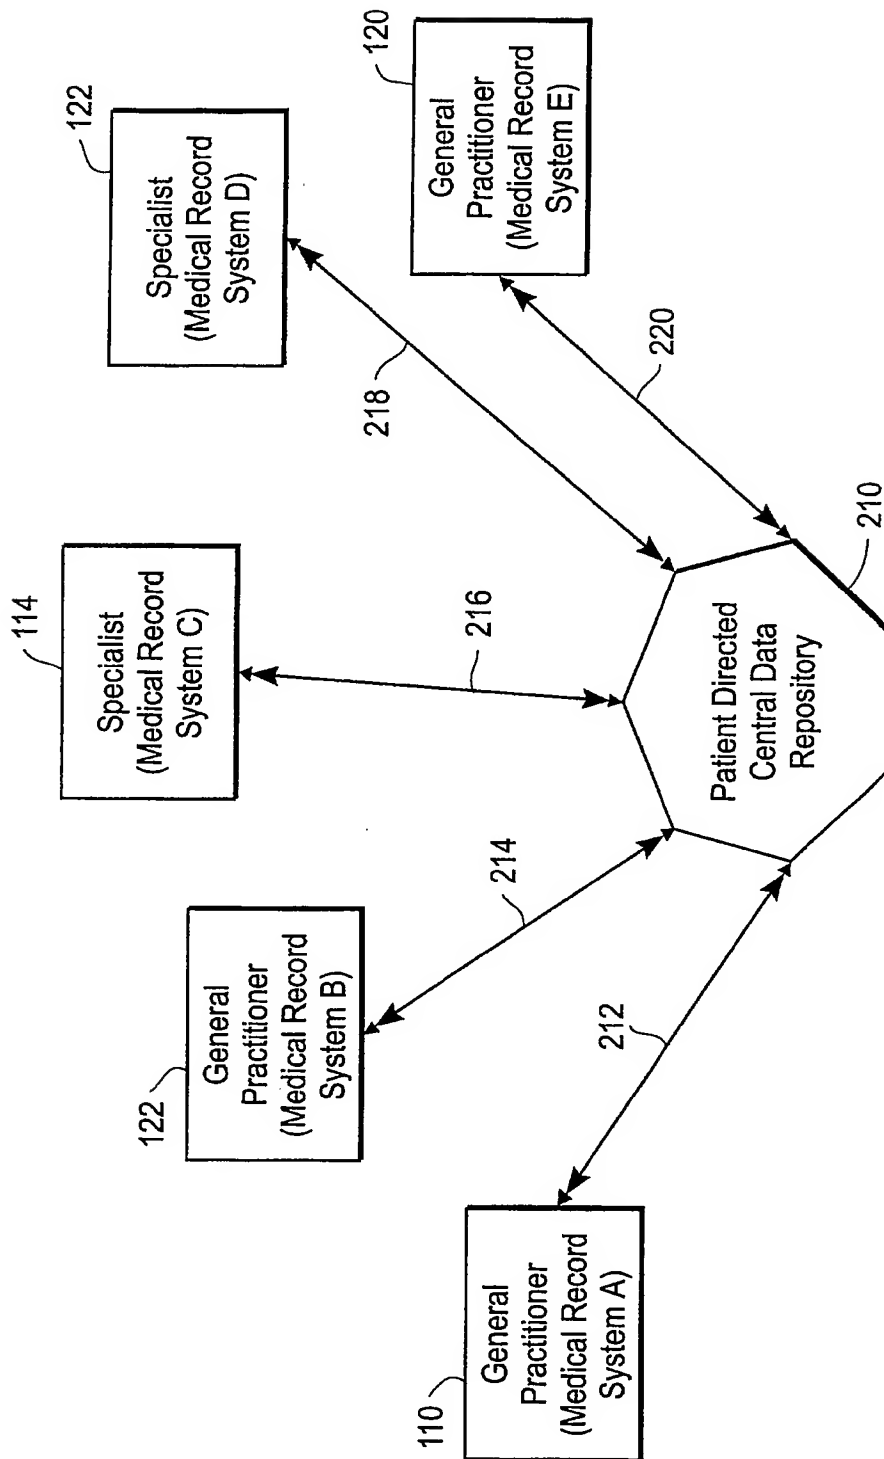 110
General
Practitioner
(Medical Record
System A)
212
122
General
Practitioner
(Medical Record
System B)
214
114
Specialist
(Medical Record
System C)
216
122
Specialist
(Medical Record
System D)
218
120
General
Practitioner
(Medical Record
System E)
220
Patient Directed
Central Data
Repository
210